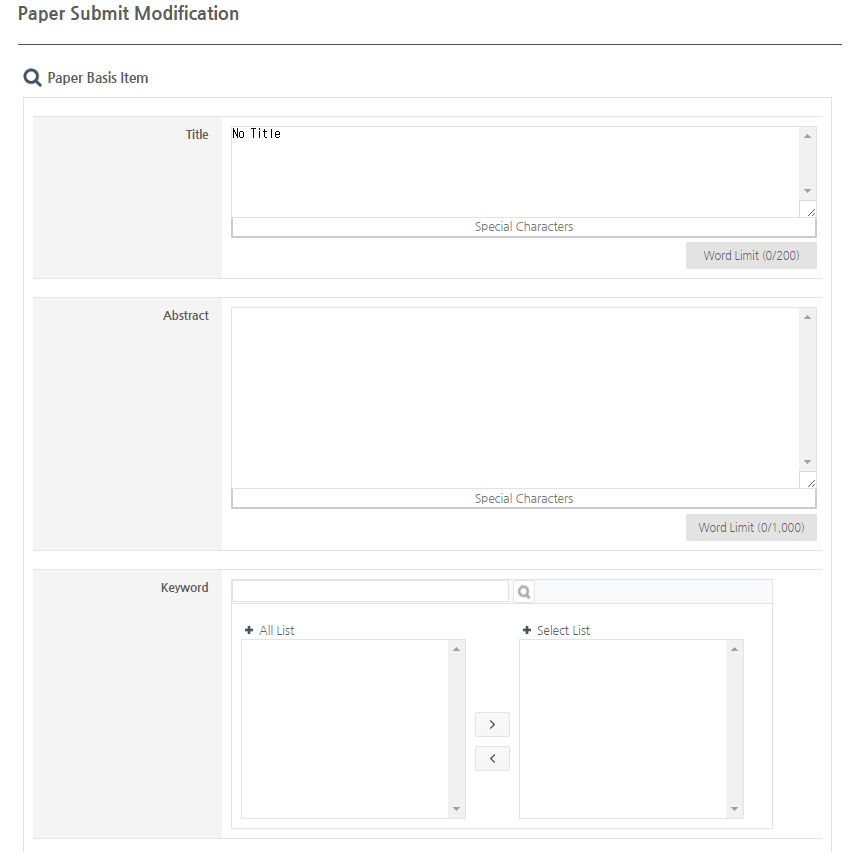 Paper Submit Modification
Paper Basis Item
Title
No Title
Special Characters
Word Limit (0/200)
Abstract
Special Characters
Word Limit (0/1,000)
Keyword
All List
Select List
>
<